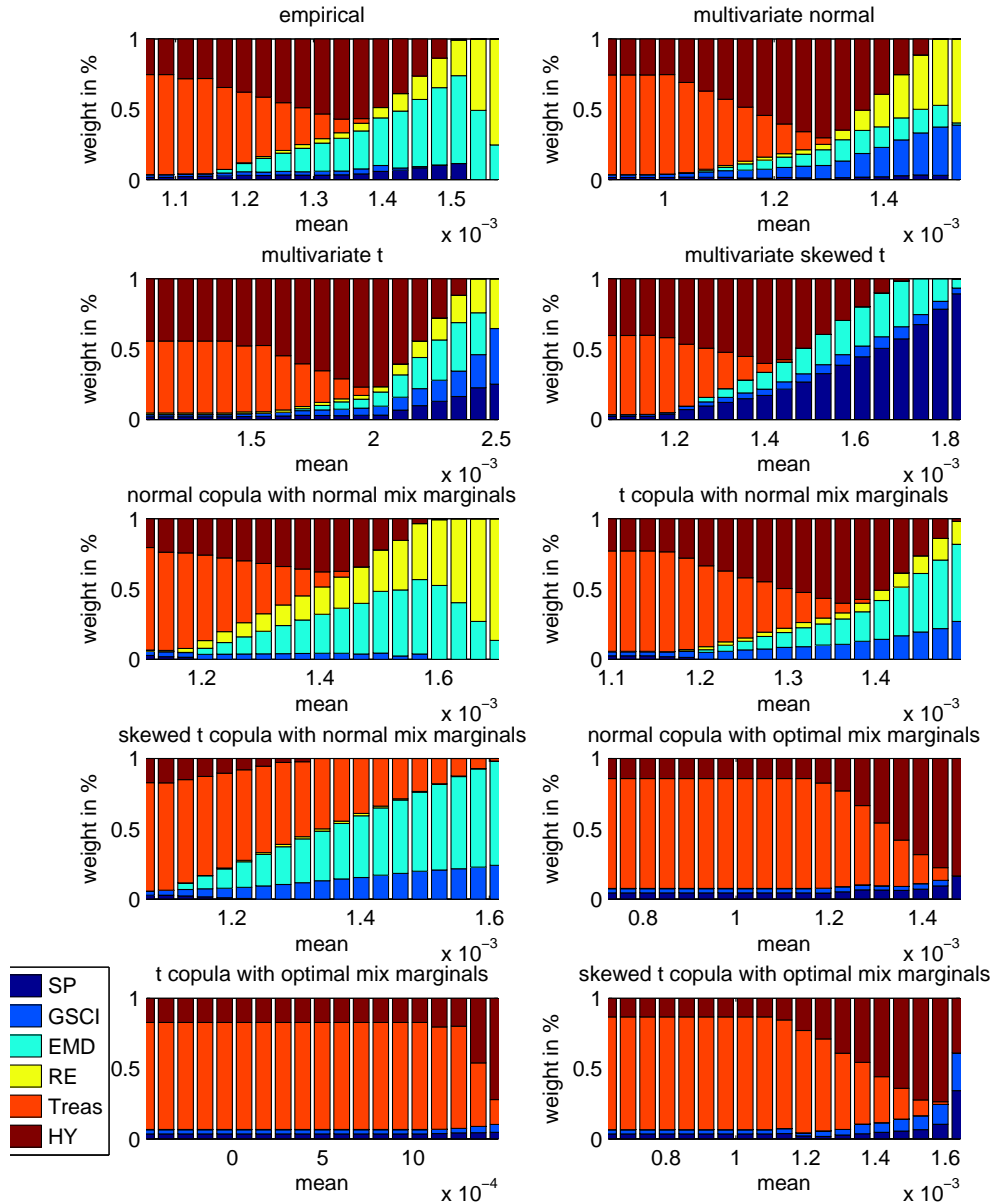 empirical
weight in %
1
0.5
0
1.1 1.2 1.3 1.4 1.5
mean
x 10⁻³
multivariate normal
weight in %
1
0.5
0
1 1.2 1.4
mean
x 10⁻³
multivariate t
weight in %
1
0.5
0
1.5 2 2.5
mean
x 10⁻³
multivariate skewed t
weight in %
1
0.5
0
1.2 1.4 1.6 1.8
mean
x 10⁻³
normal copula with normal mix marginals
weight in %
1
0.5
0
1.2 1.4 1.6
mean
x 10⁻³
t copula with normal mix marginals
weight in %
1
0.5
0
1.1 1.2 1.3 1.4
mean
x 10⁻³
skewed t copula with normal mix marginals
weight in %
1
0.5
0
1.2 1.4 1.6
mean
x 10⁻³
normal copula with optimal mix marginals
weight in %
1
0.5
0
0.8 1 1.2 1.4
mean
x 10⁻³
t copula with optimal mix marginals
weight in %
1
0.5
0
0 5 10
mean
x 10⁻⁴
skewed t copula with optimal mix marginals
weight in %
1
0.5
0
0.8 1 1.2 1.4 1.6
mean
x 10⁻³
SP
GSCI
EMD
RE
Treas
HY